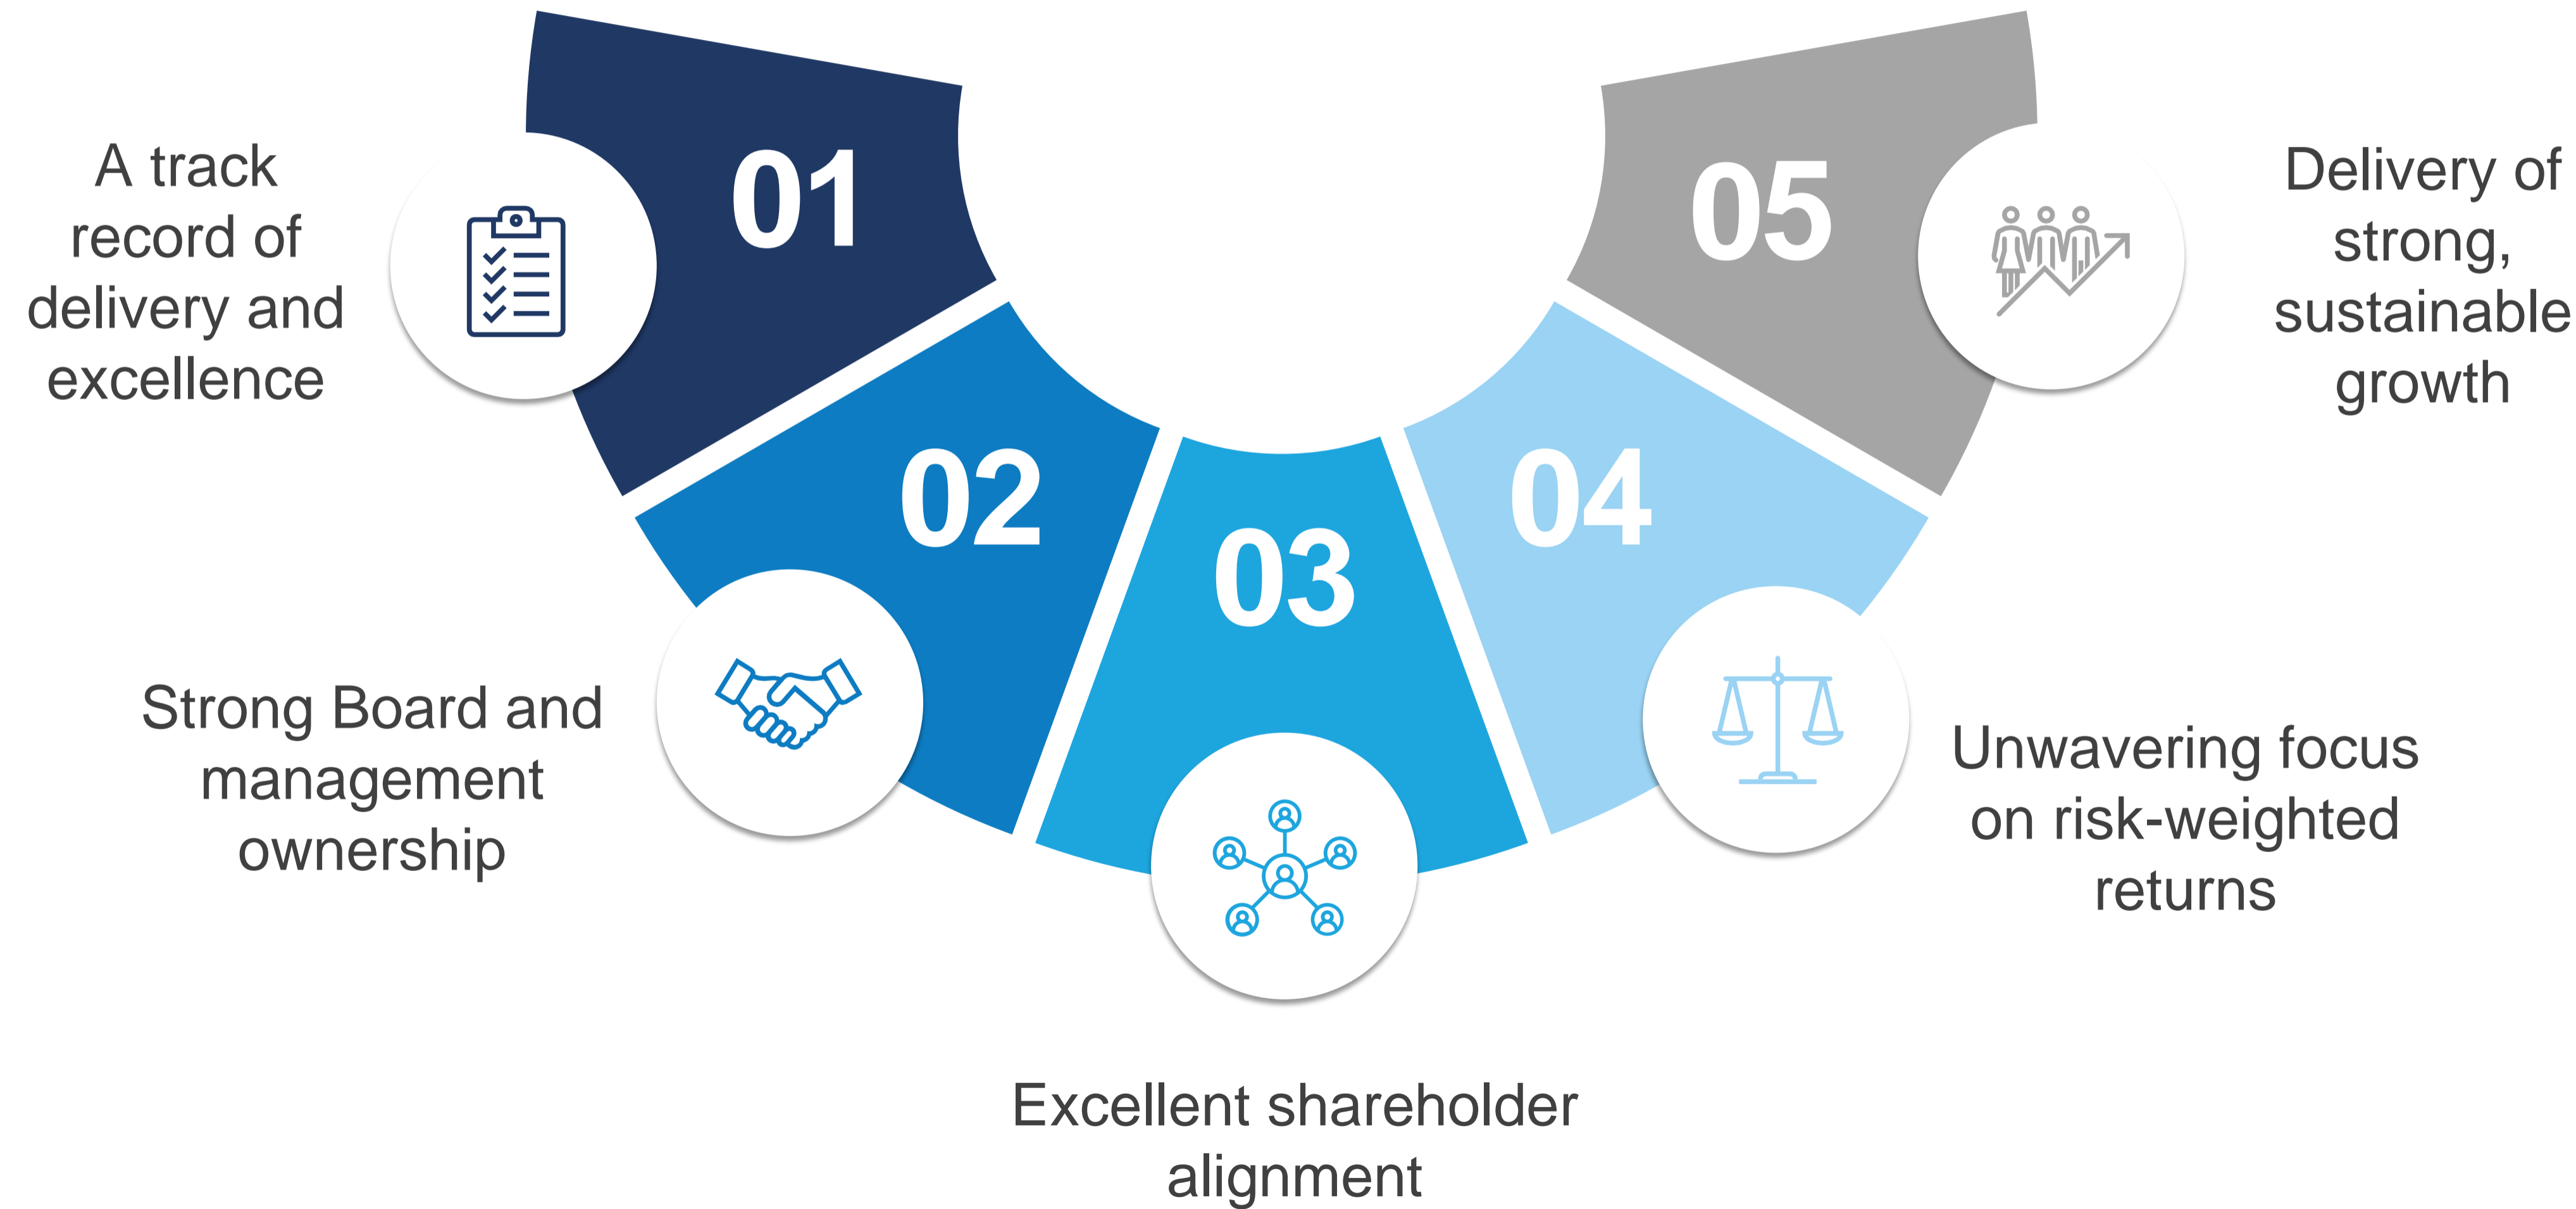 01
A track
record of
delivery and
excellence
02
Strong Board and
management
ownership
03
Excellent shareholder
alignment
04
Unwavering focus
on risk-weighted
returns
05
Delivery of
strong,
sustainable
growth